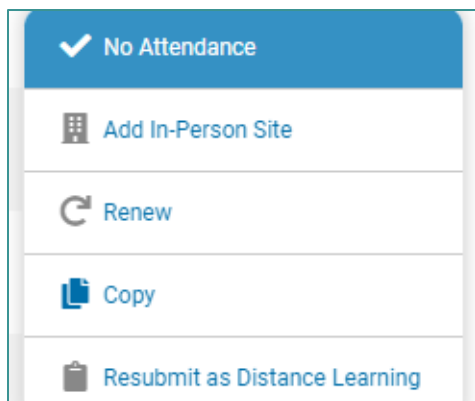 No Attendance
Add In-Person Site
Renew
Copy
Resubmit as Distance Learning